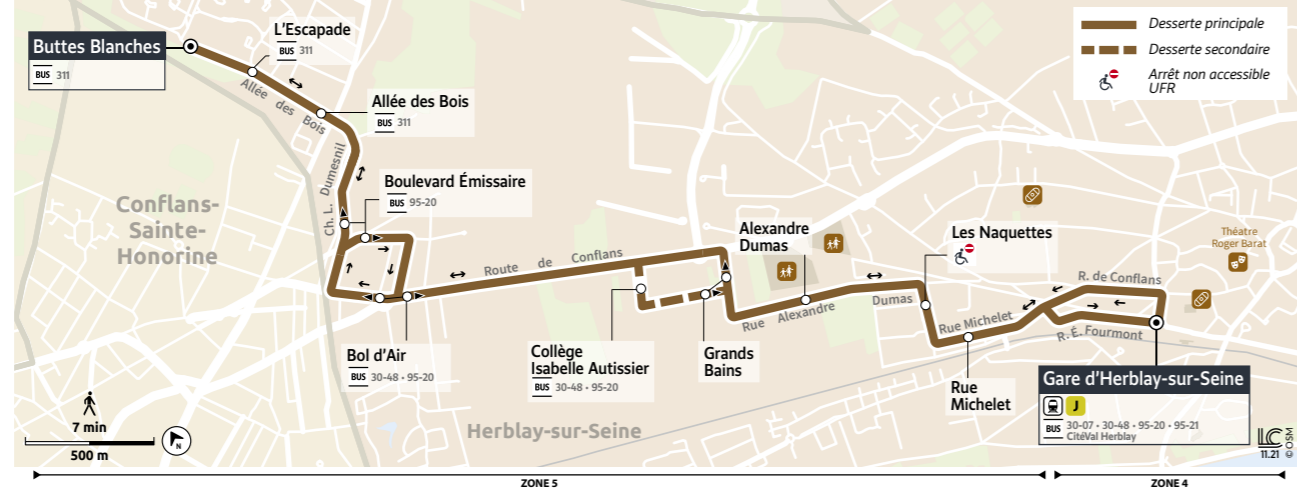 Buttes Blanches
BUS 311
L'Escapade
BUS 311
Allée des Bois
Allée des Bois
BUS 311
Ch. L. Dumesnil
Boulevard Émissaire
BUS 95-20
Conflans-
Sainte-
Honorine
Route de Conflans
Bol d'Air
BUS 30-48 • 95-20
Collège
Isabelle Autissier
BUS 30-48 • 95-20
Grands
Bains
Alexandre
Dumas
Rue Alexandre Dumas
Les Naquettes
Rue Michelet
Rue
Michelet
R. de Conflans
R. É. Fourmont
Théatre
Roger Barat
Gare d'Herblay-sur-Seine
J
BUS 30-07 • 30-48 • 95-20 • 95-21
CitéVal Herblay
Herblay-sur-Seine
Desserte principale
Desserte secondaire
Arrêt non accessible
UFR
7 min
500 m
N
LC
11.21
© OSM
ZONE 5
ZONE 4